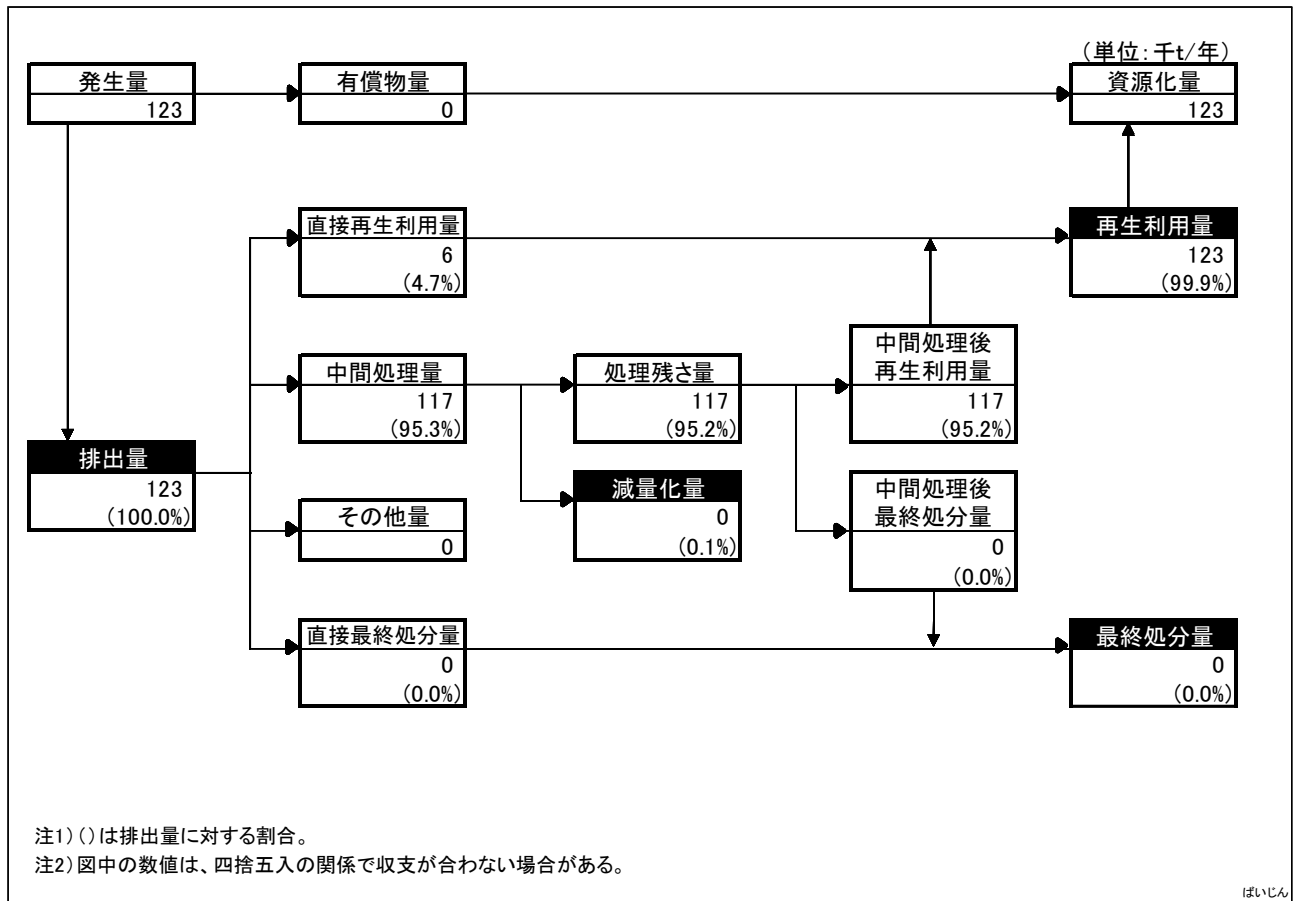 (単位:千t/年)
発生量
123
有償物量
0
資源化量
123
直接再生利用量
6
(4.7%)
再生利用量
123
(99.9%)
中間処理量
117
(95.3%)
処理残さ量
117
(95.2%)
中間処理後
再生利用量
117
(95.2%)
排出量
123
(100.0%)
減量化量
0
(0.1%)
中間処理後
最終処分量
0
(0.0%)
その他量
0
直接最終処分量
0
(0.0%)
最終処分量
0
(0.0%)
注1)()は排出量に対する割合。
注2)図中の数値は、四捨五入の関係で収支が合わない場合がある。
ばいじん